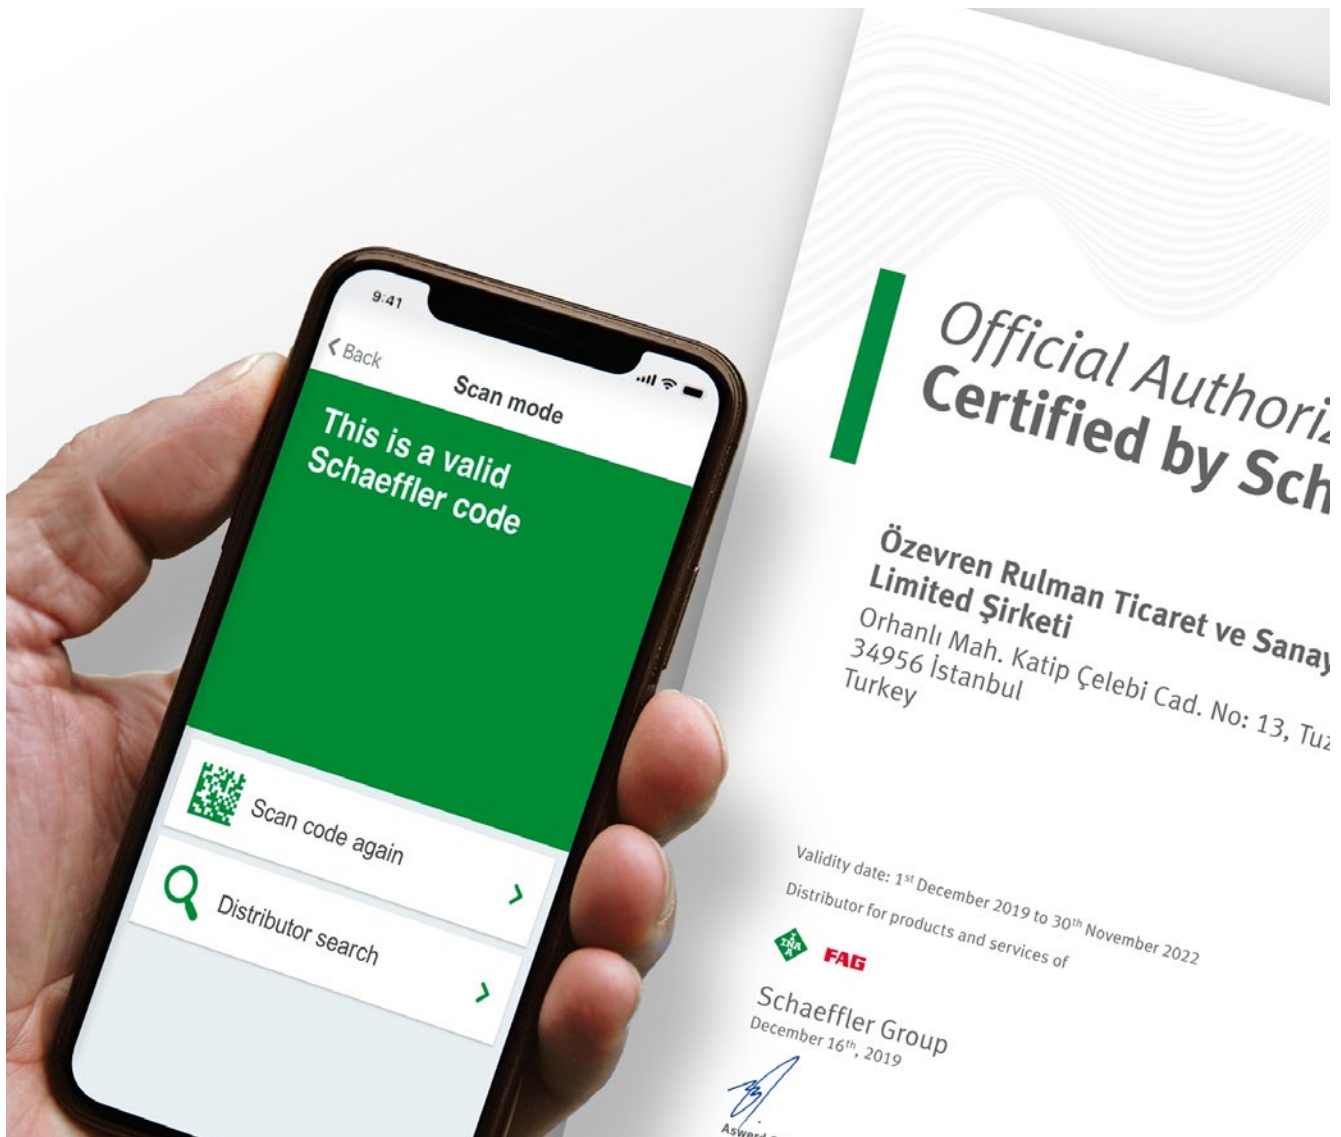 9:41
Back
Scan mode
This is a valid
Schaeffler code
Scan code again
Distributor search
Official Authoriz
Certified by Sch
Özevren Rulman Ticaret ve Sanay
Limited Şirketi
Orhanlı Mah. Katip Çelebi Cad. No: 13, Tuz
34956 İstanbul
Turkey
Validity date: 1st December 2019 to 30th November 2022
Distributor for products and services of
INA FAG
Schaeffler Group
December 16th, 2019